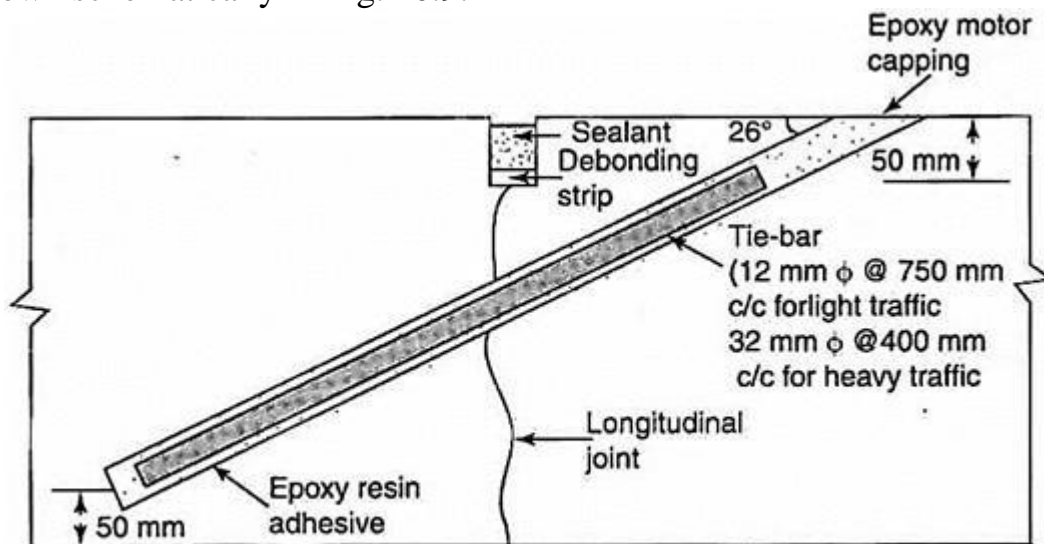 Epoxy motor
capping
Sealant
Debonding
strip
26°
50 mm
Tie-bar
(12 mm ϕ @ 750 mm
c/c forlight traffic
32 mm ϕ @400 mm
c/c for heavy traffic
Longitudinal
joint
Epoxy resin
adhesive
50 mm